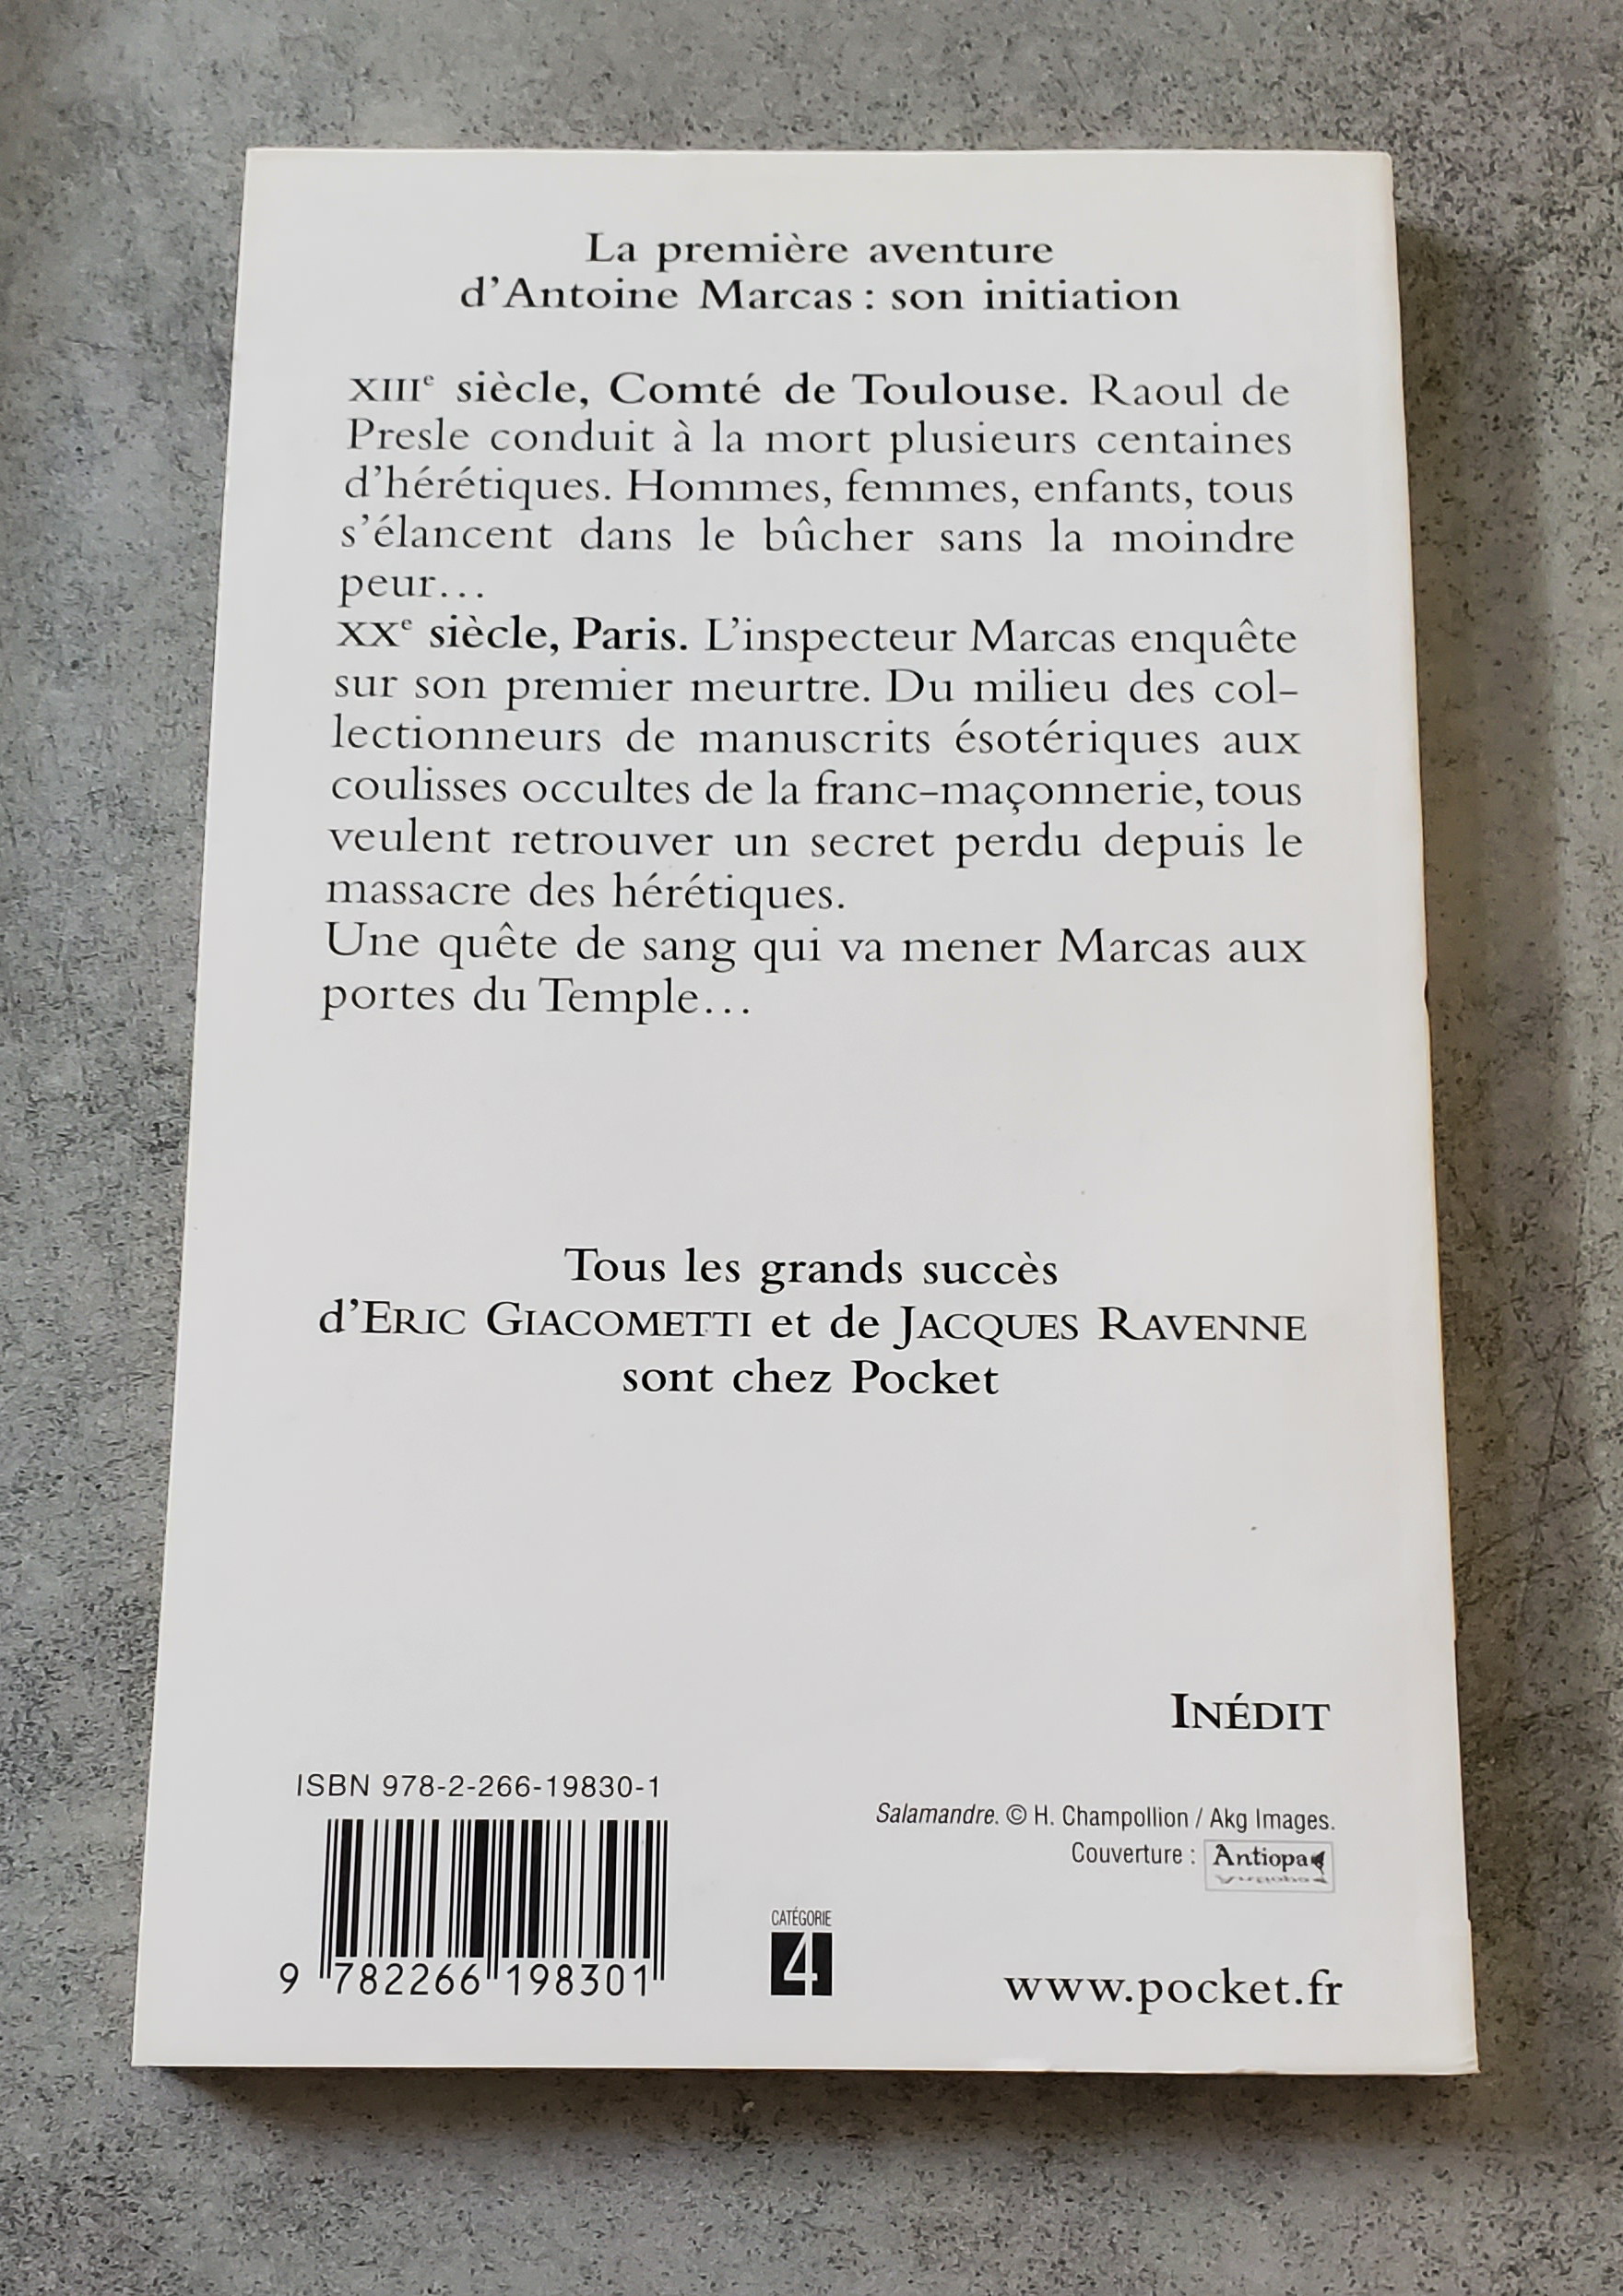 La première aventure
d'Antoine Marcas : son initiation
XIIIe siècle, Comté de Toulouse. Raoul de
Presle conduit à la mort plusieurs centaines
d'hérétiques. Hommes, femmes, enfants, tous
s'élancent dans le bûcher sans la moindre
peur...
XXe siècle, Paris. L'inspecteur Marcas enquête
sur son premier meurtre. Du milieu des col-
lectionneurs de manuscrits ésotériques aux
coulisses occultes de la franc-maçonnerie, tous
veulent retrouver un secret perdu depuis le
massacre des hérétiques.
Une quête de sang qui va mener Marcas aux
portes du Temple...
Tous les grands succès
d'ERIC GIACOMETTI et de JACQUES RAVENNE
sont chez Pocket
INÉDIT
ISBN 978-2-266-19830-1
Salamandre. © H. Champollion / Akg Images.
Couverture : Antiopa
9 782266 198301
CATÉGORIE
4
www.pocket.fr